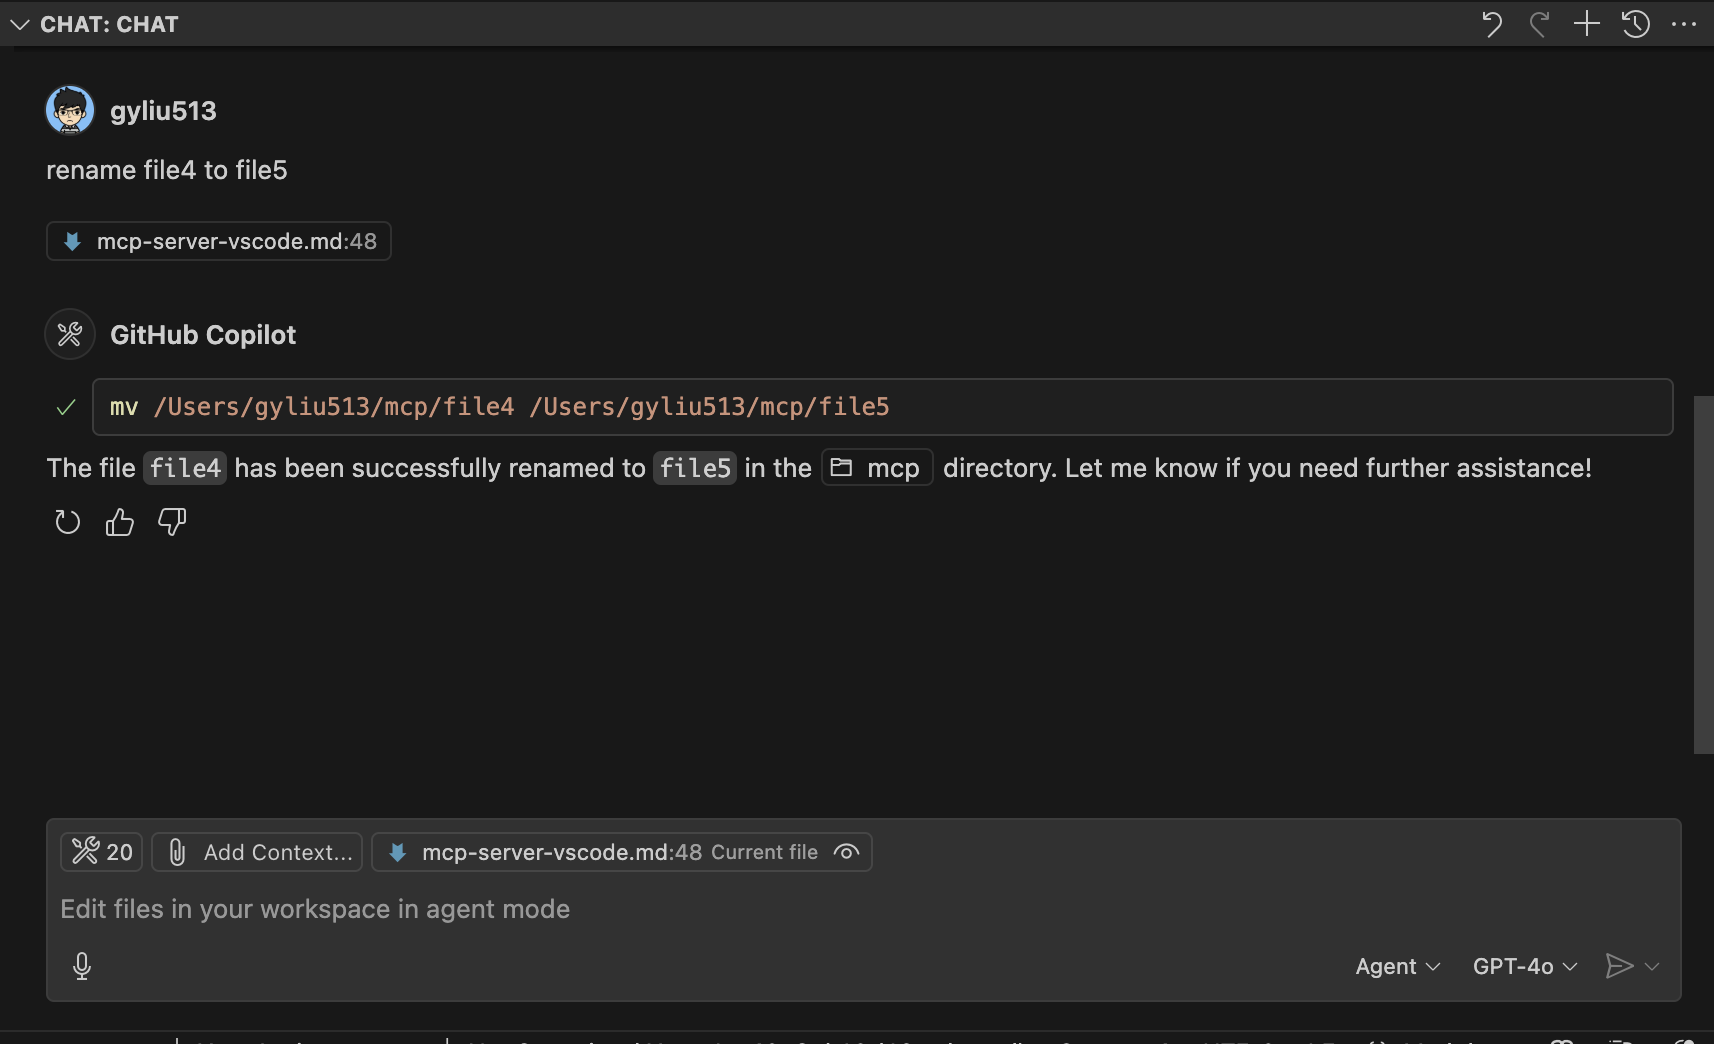 CHAT: CHAT
gyliu513
rename file4 to file5
mcp-server-vscode.md:48
GitHub Copilot
mv /Users/gyliu513/mcp/file4 /Users/gyliu513/mcp/file5
The file file4 has been successfully renamed to file5 in the mcp directory. Let me know if you need further assistance!
20 Add Context... mcp-server-vscode.md:48 Current file
Edit files in your workspace in agent mode
Agent GPT-4o